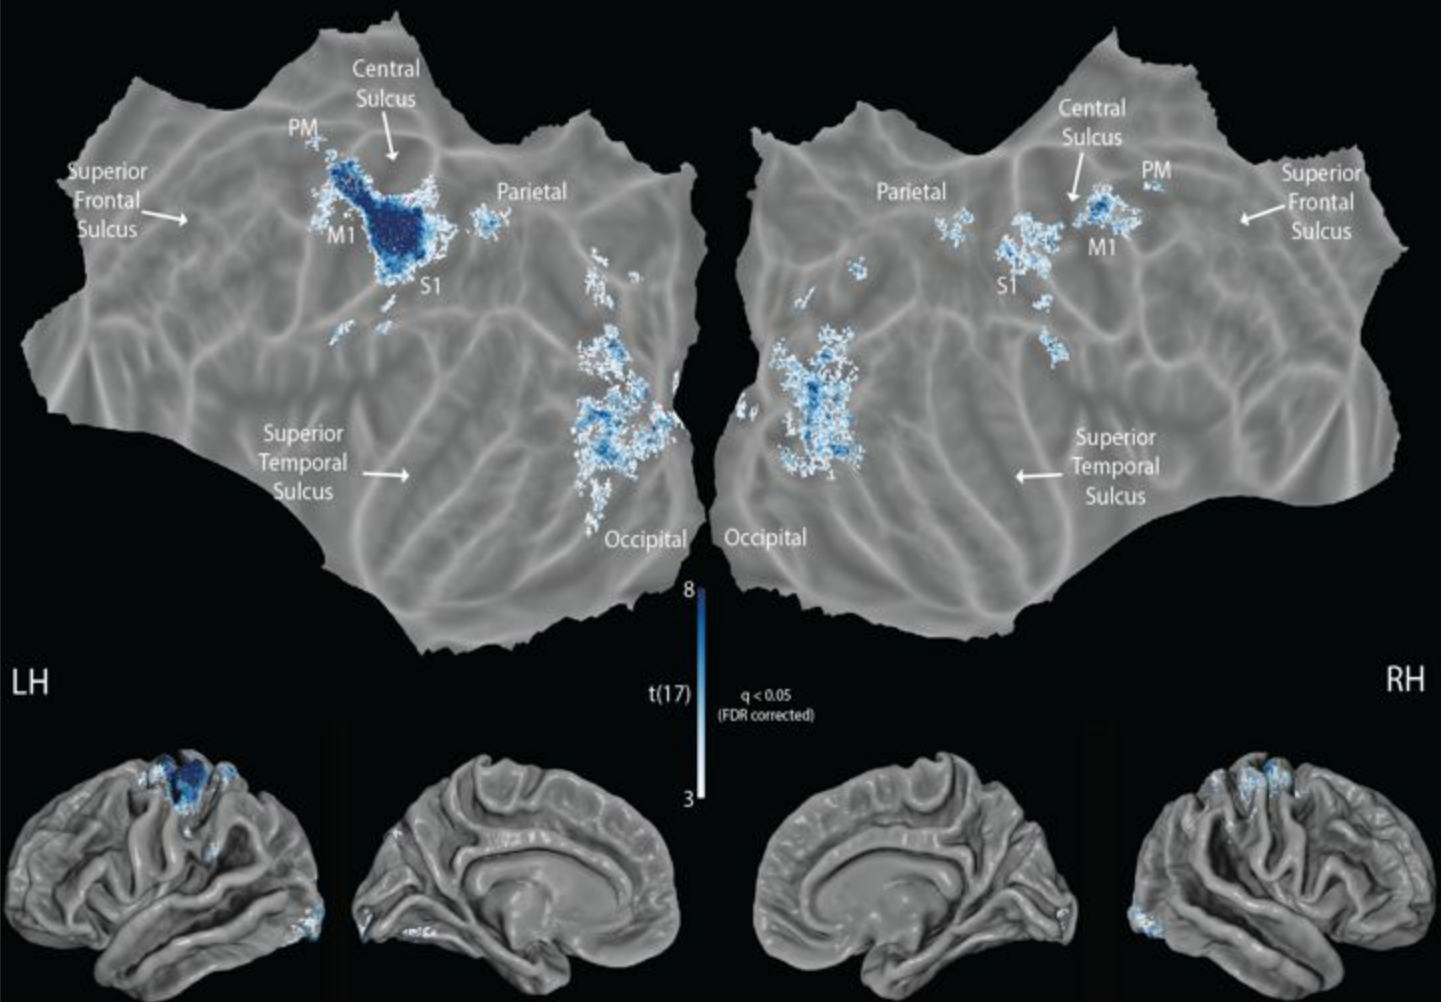 Central
Sulcus
PM
Superior
Frontal
Sulcus
Parietal
M1
S1
Superior
Temporal
Sulcus
Occipital
Central
Sulcus
PM
Superior
Frontal
Sulcus
Parietal
M1
S1
Superior
Temporal
Sulcus
Occipital
8
t(17)
3
q < 0.05
(FDR corrected)
LH
RH